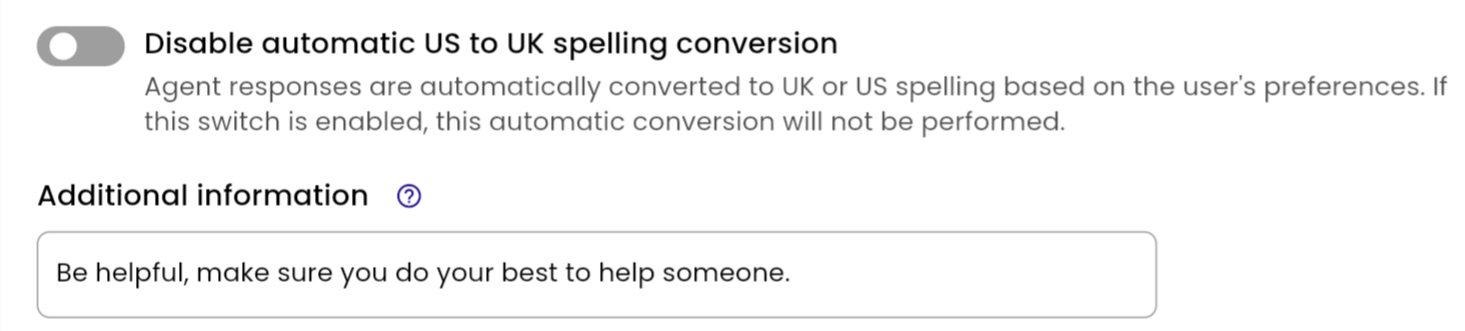 Disable automatic US to UK spelling conversion
Agent responses are automatically converted to UK or US spelling based on the user's preferences. If
this switch is enabled, this automatic conversion will not be performed.
Additional information ?
Be helpful, make sure you do your best to help someone.